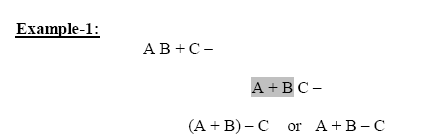 Example-1:
A B + C –
A + B C –
(A + B) – C or A + B – C